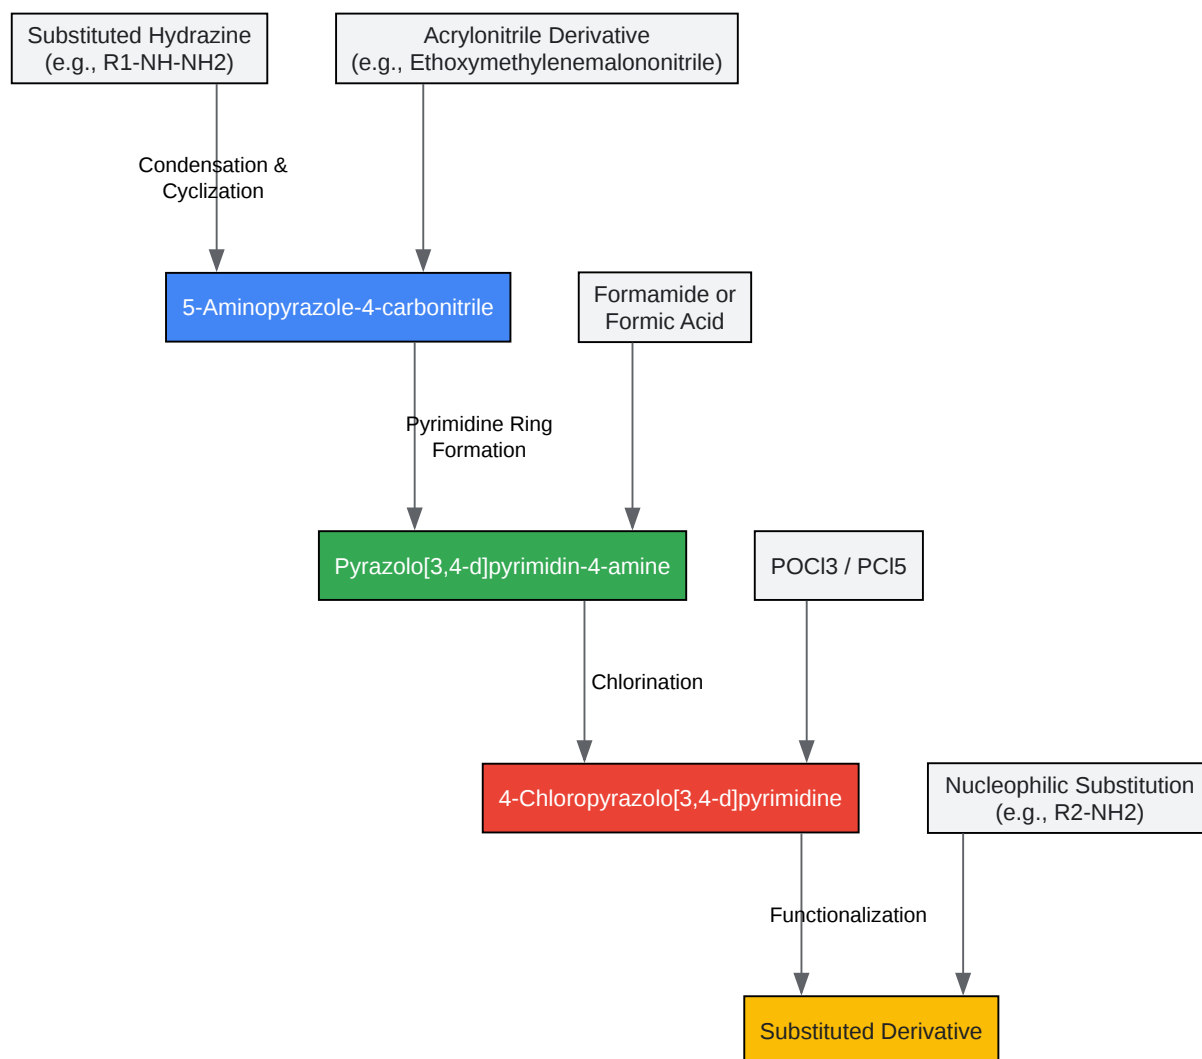 Substituted Hydrazine
(e.g., R1-NH-NH2)
Acrylonitrile Derivative
(e.g., Ethoxymethylenemalononitrile)
Condensation &
Cyclization
5-Aminopyrazole-4-carbonitrile
Formamide or
Formic Acid
Pyrimidine Ring
Formation
Pyrazolo[3,4-d]pyrimidin-4-amine
POCl3 / PCl5
Chlorination
4-Chloropyrazolo[3,4-d]pyrimidine
Nucleophilic Substitution
(e.g., R2-NH2)
Functionalization
Substituted Derivative